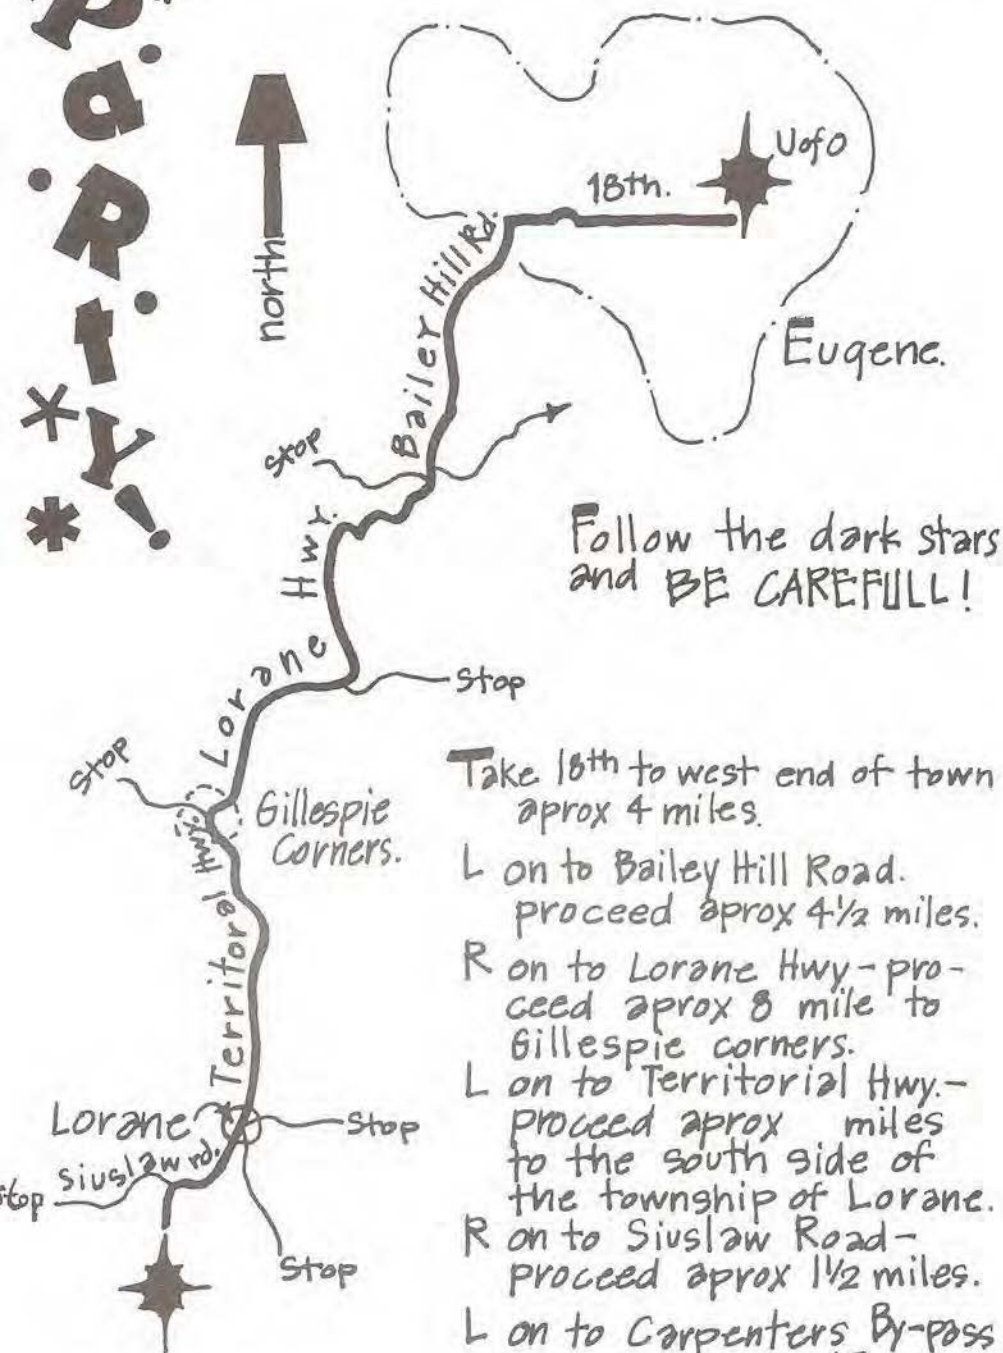 PaRty!
north
Uofo
18th.
Bailer Hill Rd.
Eugene.
Stop
Lorane Hwy.
Follow the dark stars
and BE CAREFULL!
Stop
Stop
Gillespie
Corners.
Territoral Hwy.
Lorane
Stop
Siuslaw rd.
Stop
Stop
Take 18th to west end of town
aprox 4 miles.
L on to Bailey Hill Road.
proceed aprox 4½ miles.
R on to Lorane Hwy-pro-
ceed aprox 8 mile to
Gillespie corners.
L on to Territorial Hwy.-
proceed aprox miles
to the south side of
the township of Lorane.
R on to Siuslaw Road-
proceed aprox 1½ miles.
L on to Carpenters By-pass